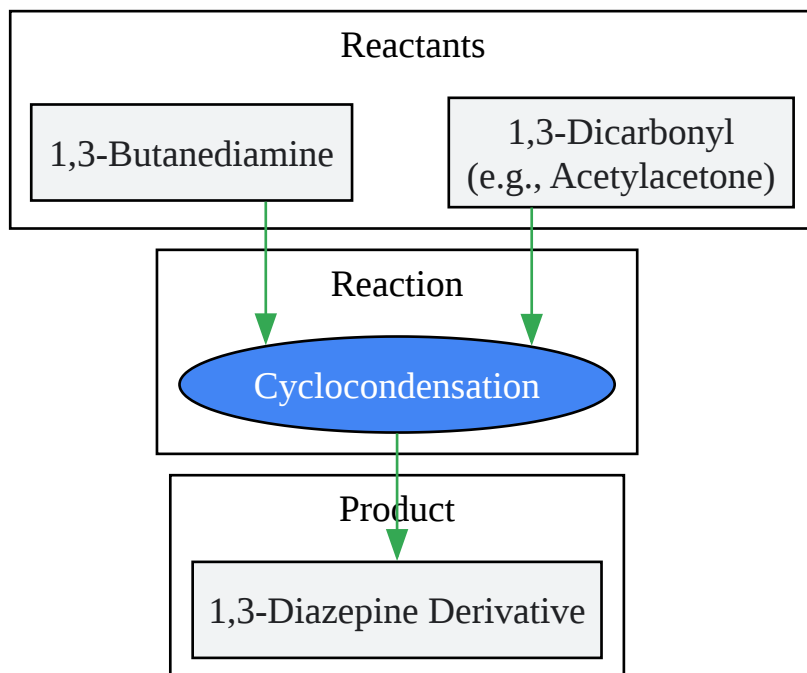 Reactants
1,3-Butanediamine
1,3-Dicarbonyl
(e.g., Acetylacetone)
Reaction
Cyclocondensation
Product
1,3-Diazepine Derivative